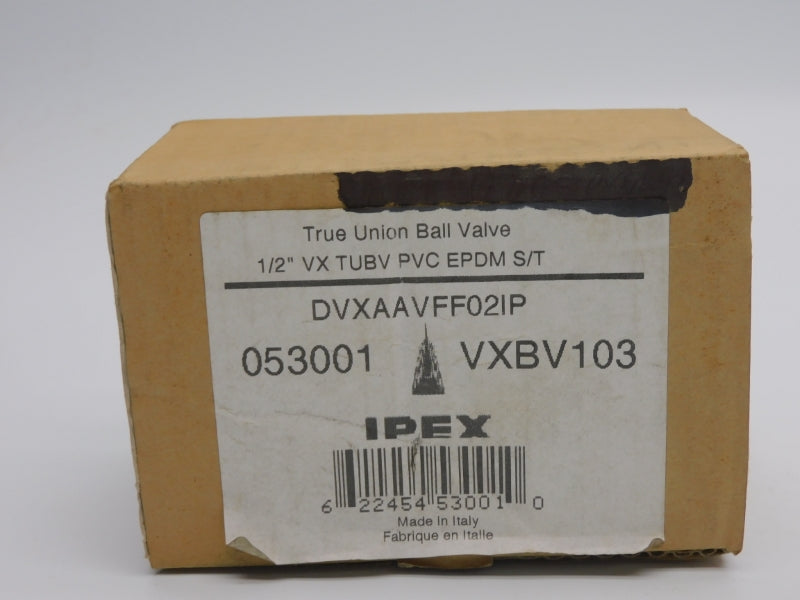 True Union Ball Valve
1/2" VX TUBV PVC EPDM S/T
DVXAAVFF02IP
053001 VXBV103
IPEX
6 22454 53001 0
Made in Italy
Fabrique en Italie